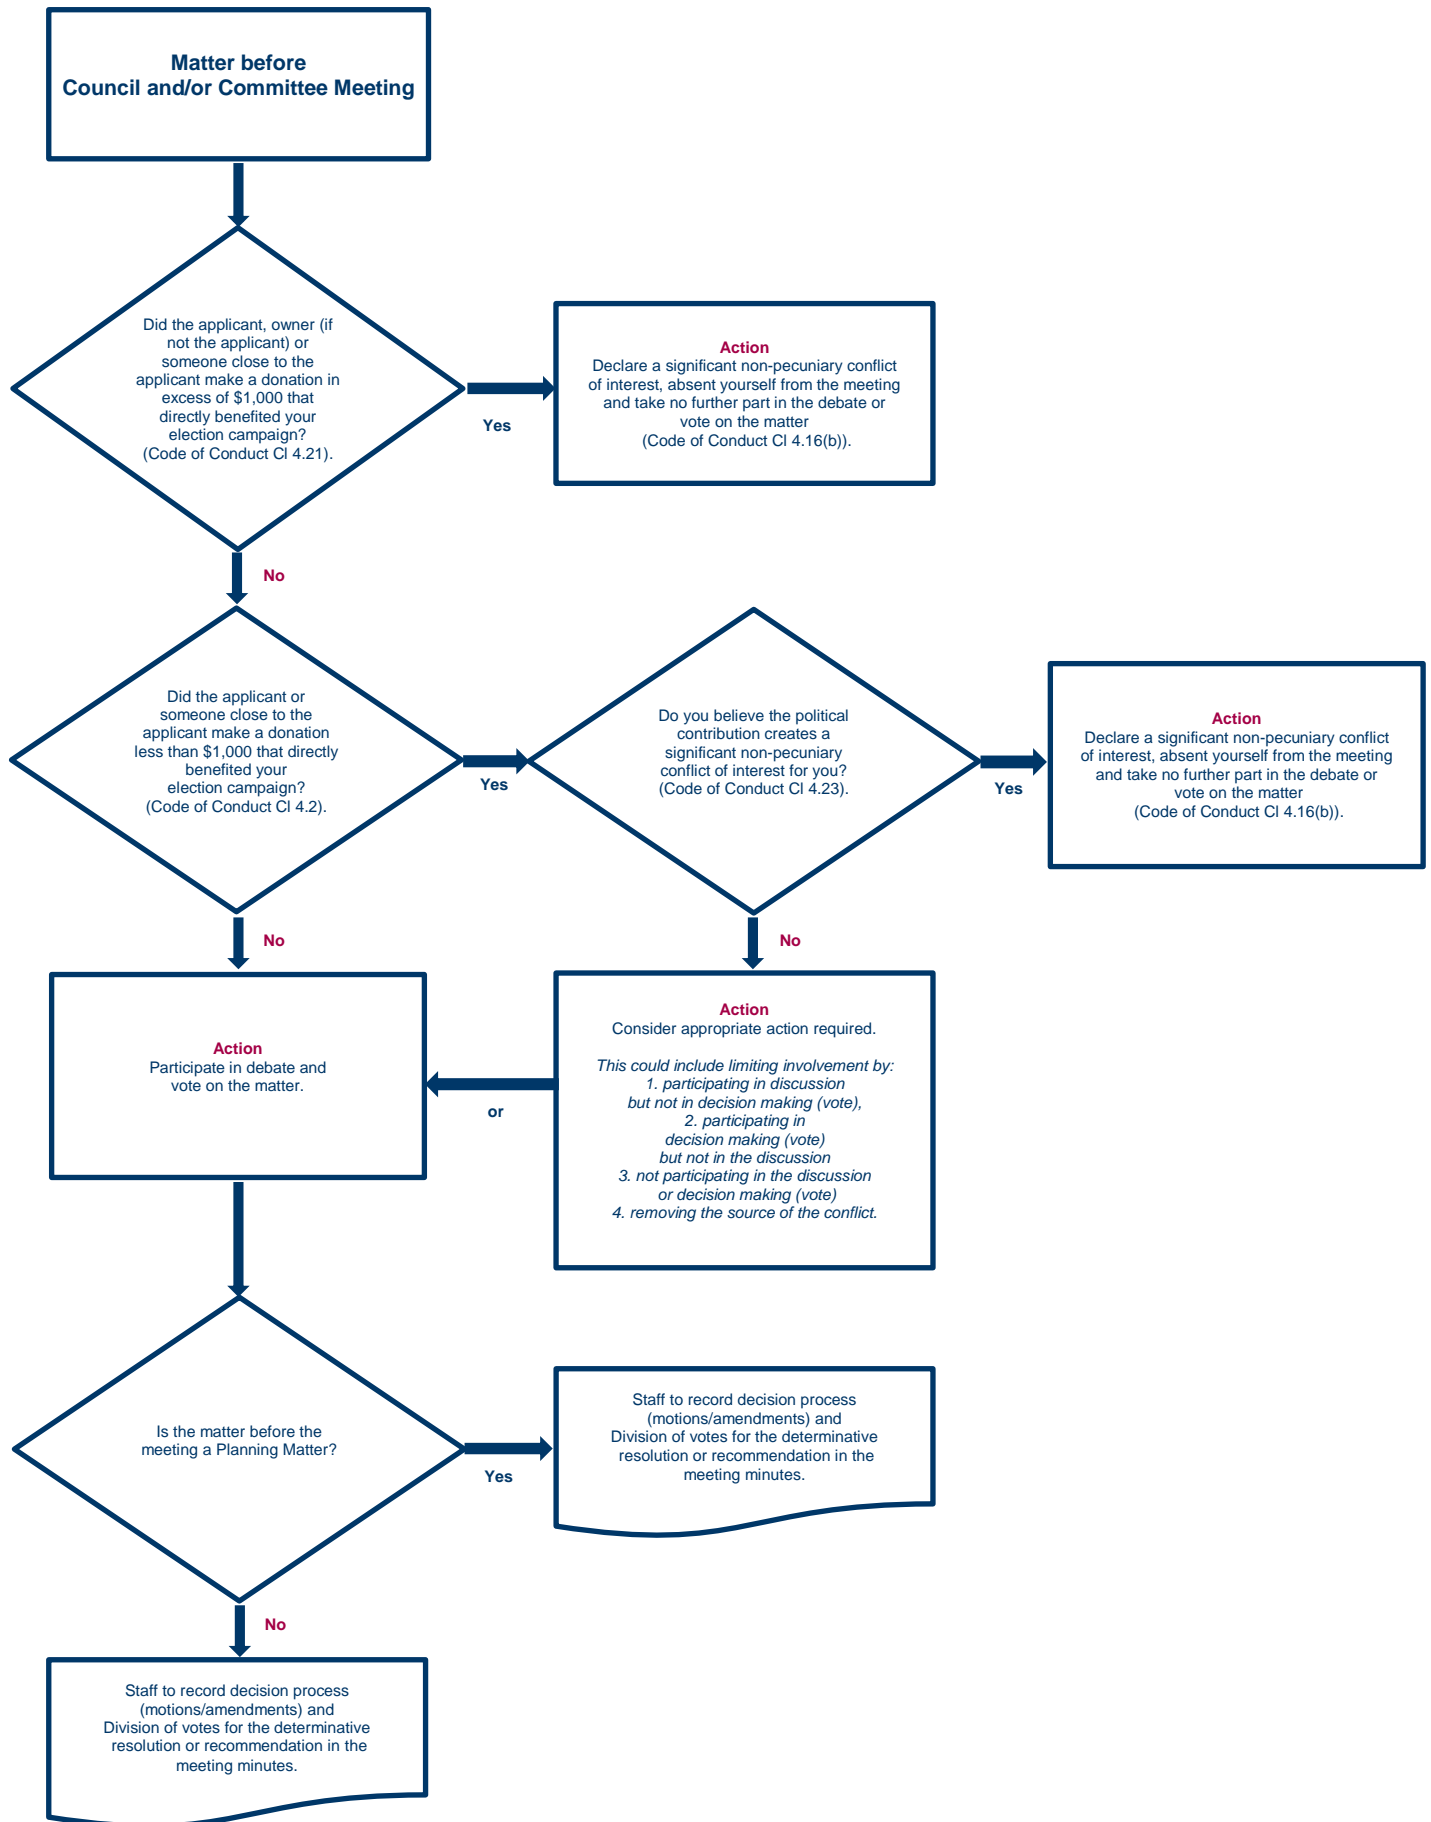 Matter before
Council and/or Committee Meeting
Did the applicant, owner (if
not the applicant) or
someone close to the
applicant make a donation in
excess of $1,000 that
directly benefited your
election campaign?
(Code of Conduct Cl 4.21).
Yes
Action
Declare a significant non-pecuniary conflict
of interest, absent yourself from the meeting
and take no further part in the debate or
vote on the matter
(Code of Conduct Cl 4.16(b)).
No
Did the applicant or
someone close to the
applicant make a donation
less than $1,000 that directly
benefited your
election campaign?
(Code of Conduct Cl 4.2).
Yes
Do you believe the political
contribution creates a
significant non-pecuniary
conflict of interest for you?
(Code of Conduct Cl 4.23).
Yes
Action
Declare a significant non-pecuniary conflict
of interest, absent yourself from the meeting
and take no further part in the debate or
vote on the matter
(Code of Conduct Cl 4.16(b)).
No
No
Action
Participate in debate and
vote on the matter.
or
Action
Consider appropriate action required.
This could include limiting involvement by:
1. participating in discussion
but not in decision making (vote),
2. participating in
decision making (vote)
but not in the discussion
3. not participating in the discussion
or decision making (vote)
4. removing the source of the conflict.
Is the matter before the
meeting a Planning Matter?
Yes
Staff to record decision process
(motions/amendments) and
Division of votes for the determinative
resolution or recommendation in the
meeting minutes.
No
Staff to record decision process
(motions/amendments) and
Division of votes for the determinative
resolution or recommendation in the
meeting minutes.